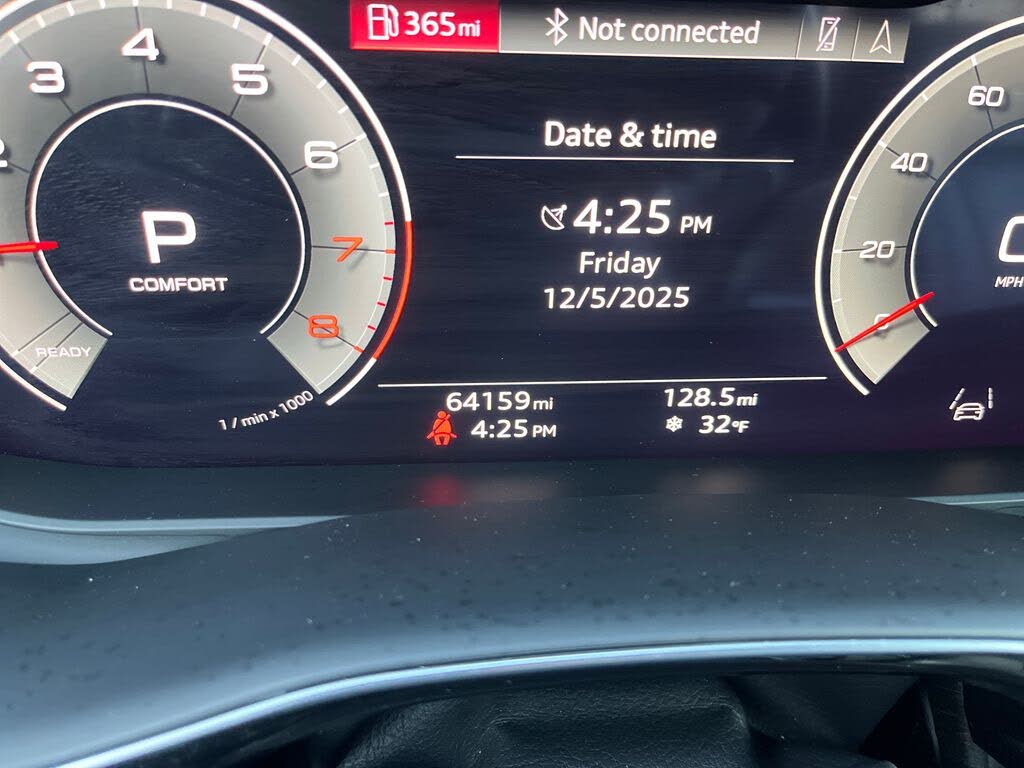 365mi
Not connected
Date & time
4:25 PM
Friday
12/5/2025
3
4
5
6
7
8
P
COMFORT
READY
1 / min x 1000
64159mi
4:25 PM
128.5mi
32°F
60
40
20
0
MPH